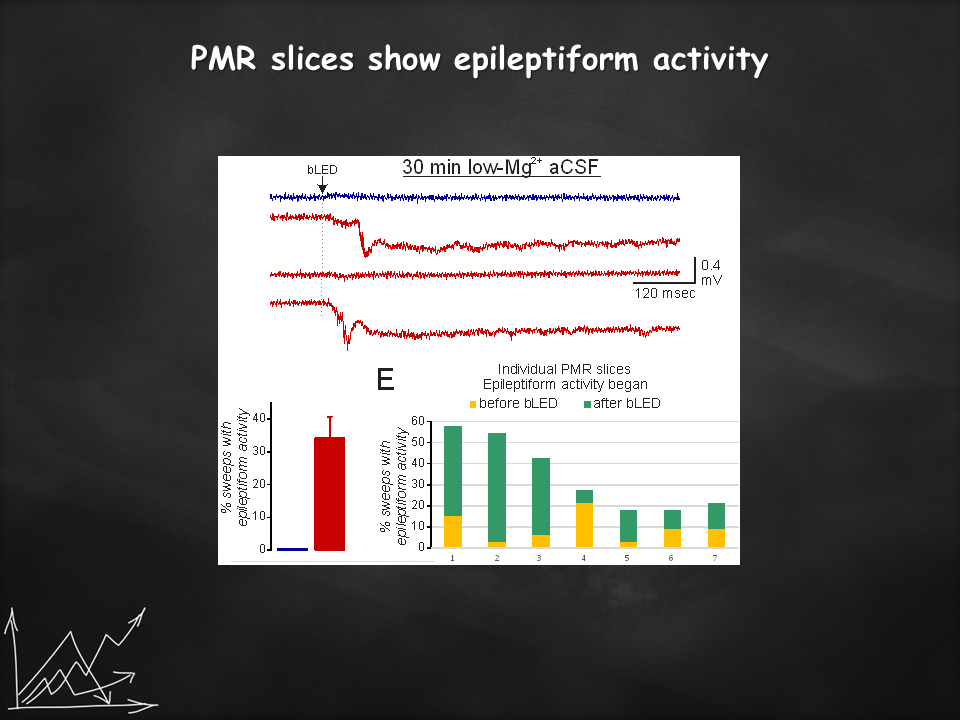 PMR slices show epileptiform activity
bLED
30 min low-Mg2+ aCSF
0.4
mV
120 msec
E
Individual PMR slices
Epileptiform activity began
before bLED
after bLED
% sweeps with
epileptiform activity
40
30
20
10
0
% sweeps with
epileptiform activity
60
50
40
30
20
10
0
1 2 3 4 5 6 7